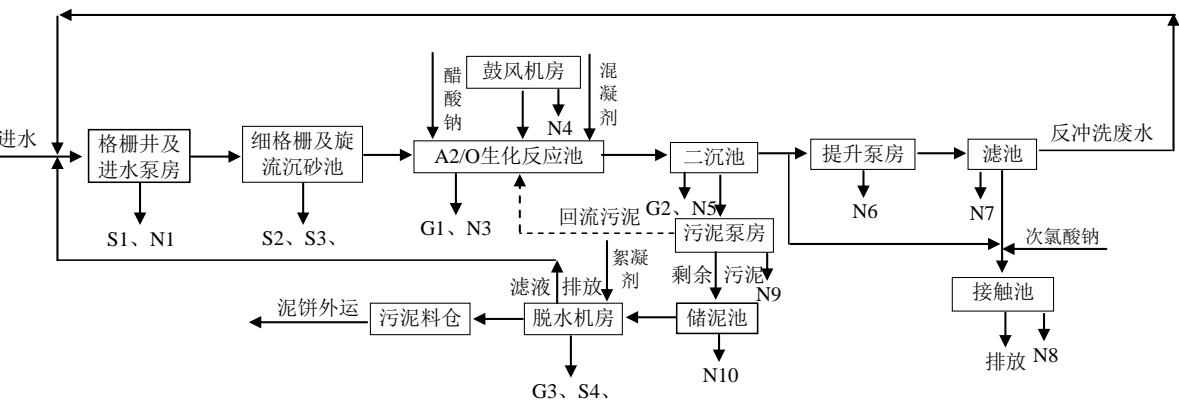 进水
格栅井及
进水泵房
S1、N1
细格栅及旋
流沉砂池
S2、S3、
醋
酸
钠
鼓风机房
N4
混
凝
剂
A2/O生化反应池
G1、N3
二沉池
G2、N5
提升泵房
N6
滤池
N7
反冲洗废水
回流污泥
污泥泵房
N9
剩余 污泥
次氯酸钠
接触池
排放
N8
絮凝
剂
滤液 排放
泥饼外运
污泥料仓
脱水机房
G3、S4、
储泥池
N10